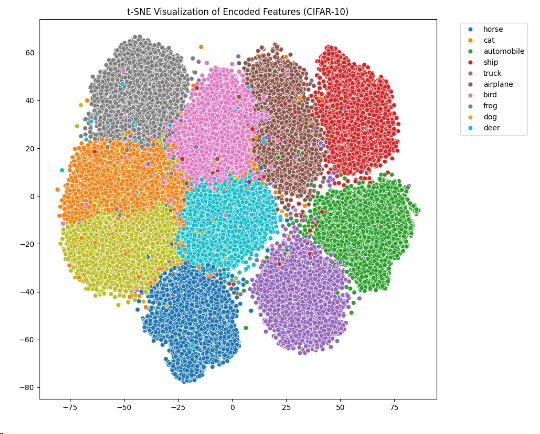 t-SNE Visualization of Encoded Features (CIFAR-10)
horse
cat
automobile
ship
truck
airplane
bird
frog
dog
deer
60
40
20
0
−20
−40
−60
−80
−75 −50 −25 0 25 50 75